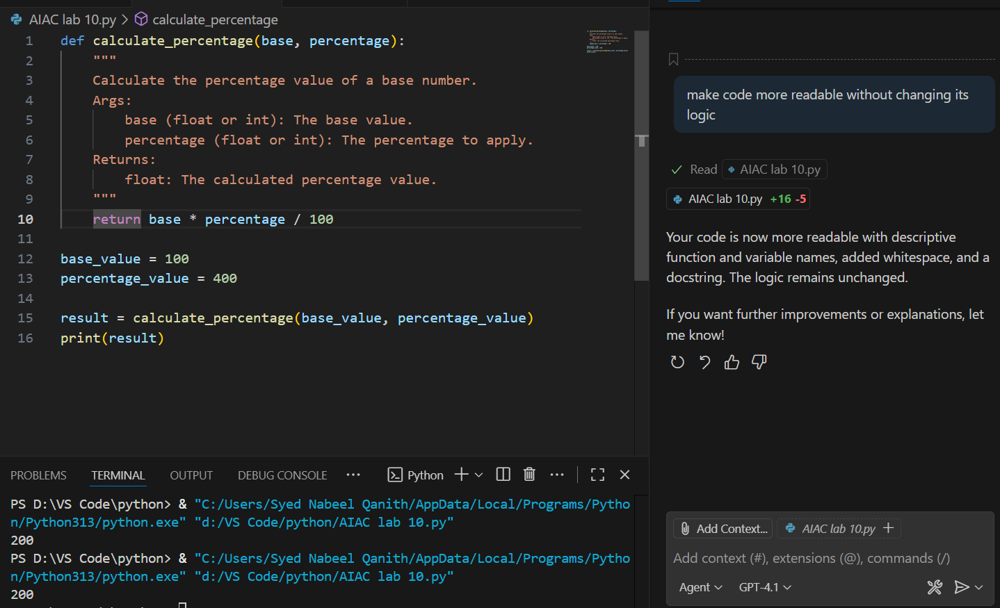 AIAC lab 10.py > calculate_percentage
1 def calculate_percentage(base, percentage):
2 """
3 Calculate the percentage value of a base number.
4 Args:
5 base (float or int): The base value.
6 percentage (float or int): The percentage to apply.
7 Returns:
8 float: The calculated percentage value.
9 """
10 return base * percentage / 100
11
12 base_value = 100
13 percentage_value = 400
14
15 result = calculate_percentage(base_value, percentage_value)
16 print(result)
PROBLEMS TERMINAL OUTPUT DEBUG CONSOLE ... Python
PS D:\VS Code\python> & "C:/Users/Syed Nabeel Qanith/AppData/Local/Programs/Pytho
n/Python313/python.exe" "d:/VS Code/python/AIAC lab 10.py"
200
PS D:\VS Code\python> & "C:/Users/Syed Nabeel Qanith/AppData/Local/Programs/Pytho
n/Python313/python.exe" "d:/VS Code/python/AIAC lab 10.py"
200
make code more readable without changing its
logic
Read AIAC lab 10.py
AIAC lab 10.py +16 -5
Your code is now more readable with descriptive
function and variable names, added whitespace, and a
docstring. The logic remains unchanged.
If you want further improvements or explanations, let
me know!
Add Context... AIAC lab 10.py +
Add context (#), extensions (@), commands (/)
Agent GPT-4.1